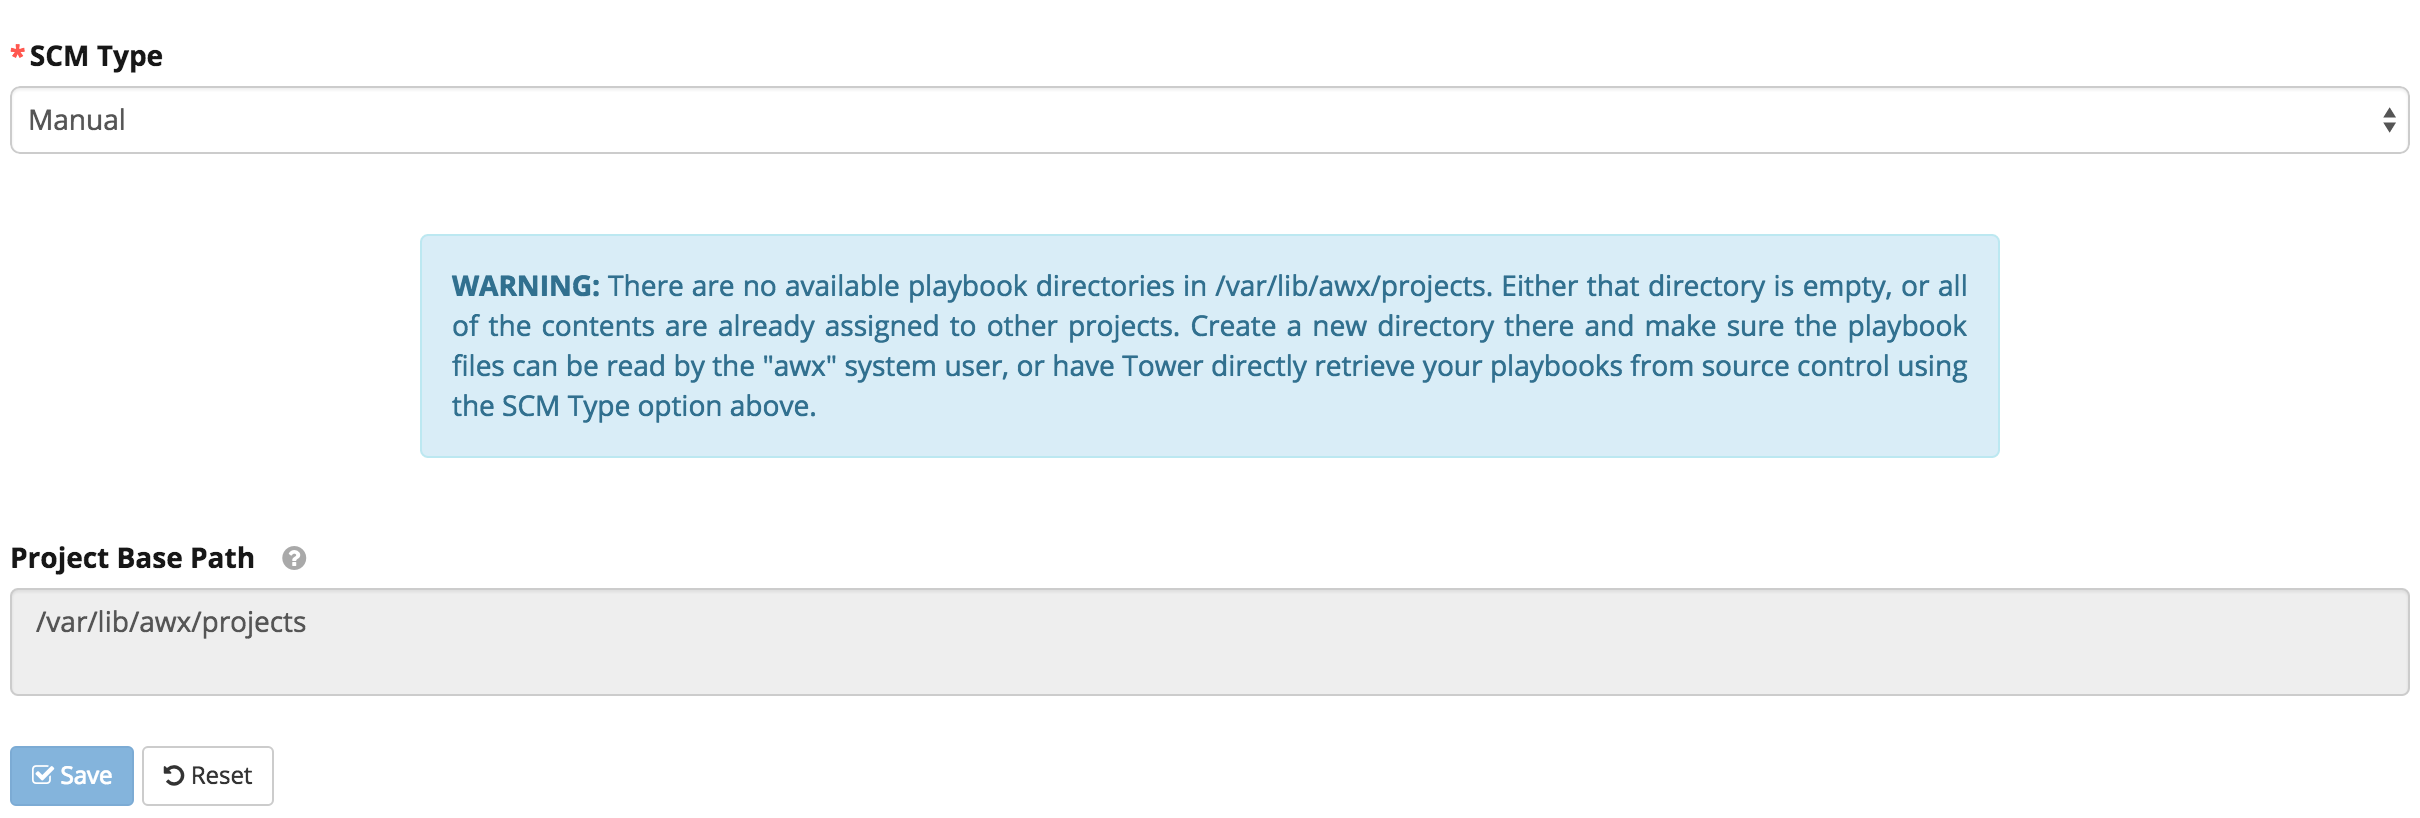 * SCM Type
Manual
WARNING: There are no available playbook directories in /var/lib/awx/projects. Either that directory is empty, or all
of the contents are already assigned to other projects. Create a new directory there and make sure the playbook
files can be read by the "awx" system user, or have Tower directly retrieve your playbooks from source control using
the SCM Type option above.
Project Base Path ?
/var/lib/awx/projects
Save Reset